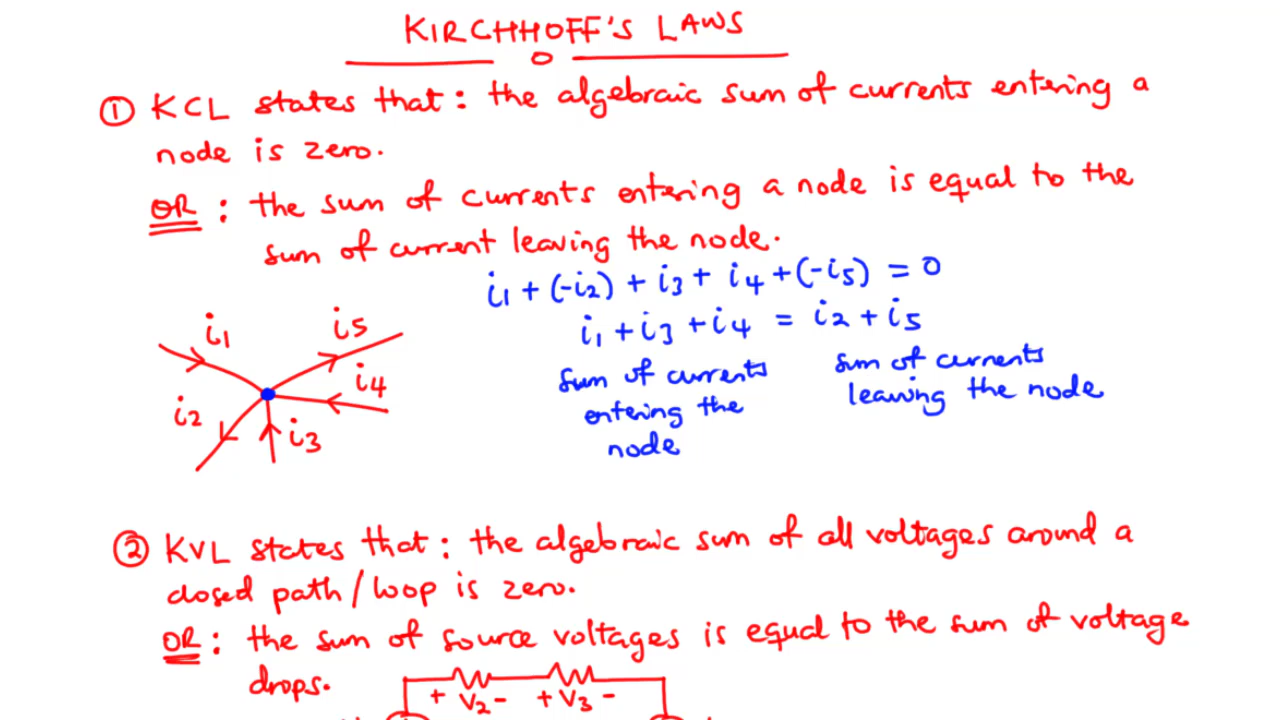 KIRCHHOFF'S LAWS
① KCL states that: the algebraic sum of currents entering a
node is zero.
OR: the sum of currents entering a node is equal to the
sum of current leaving the node.
i1 + (-i2) + i3 + i4 + (-i5) = 0
i1 + i3 + i4 = i2 + i5
sum of currents
entering the
node
sum of currents
leaving the node
i1
i5
i4
i2
i3
② KVL states that: the algebraic sum of all voltages around a
closed path/loop is zero.
OR: the sum of source voltages is equal to the sum of voltage
drops.
+ V2 - + V3 -